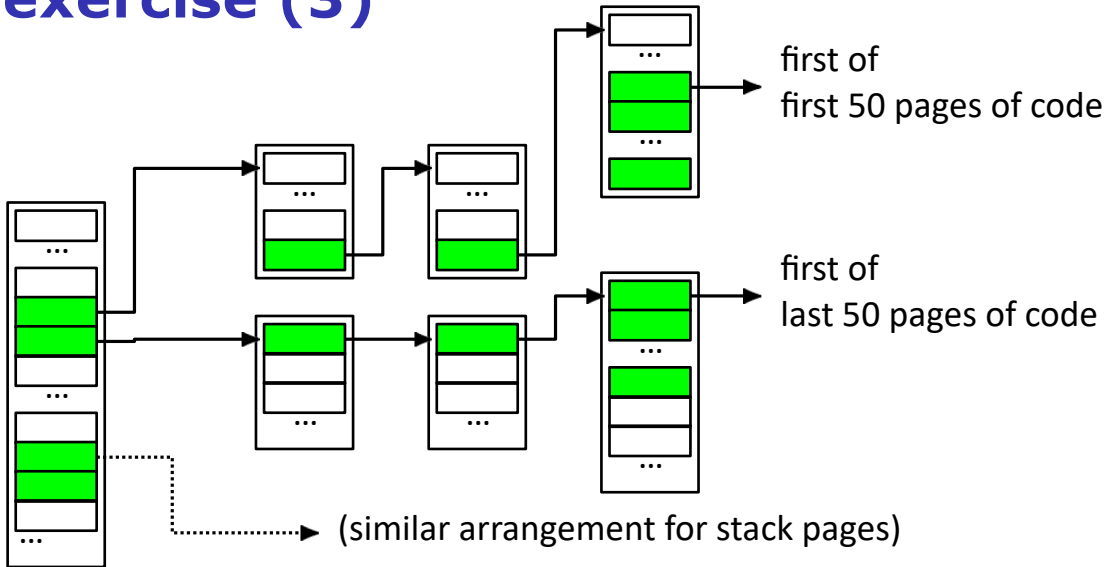 exercise (3)
...
first of
first 50 pages of code
...
...
...
...
first of
last 50 pages of code
...
...
...
...
...
(similar arrangement for stack pages)
...